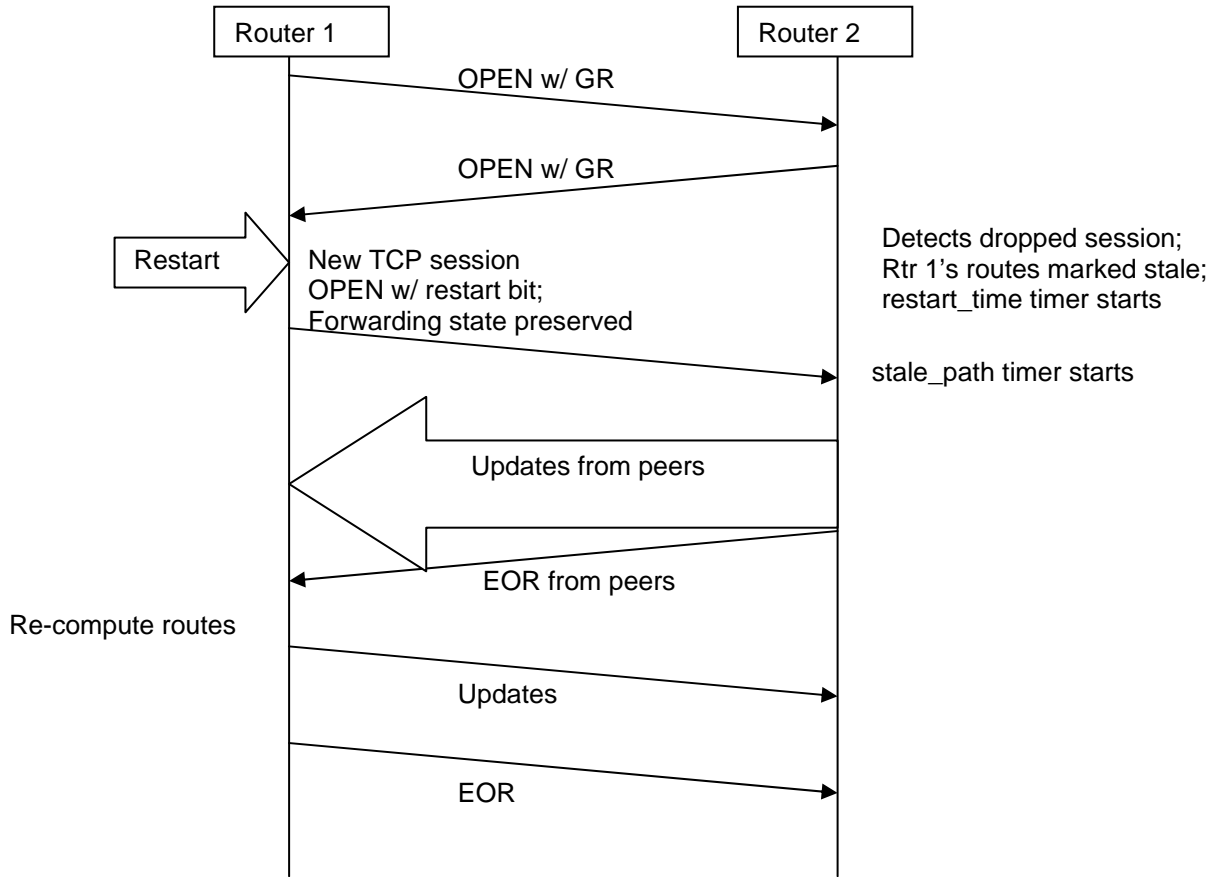 Router 1
Router 2
OPEN w/ GR
OPEN w/ GR
Restart
New TCP session
OPEN w/ restart bit;
Forwarding state preserved
Detects dropped session;
Rtr 1's routes marked stale;
restart_time timer starts
stale_path timer starts
Updates from peers
EOR from peers
Re-compute routes
Updates
EOR